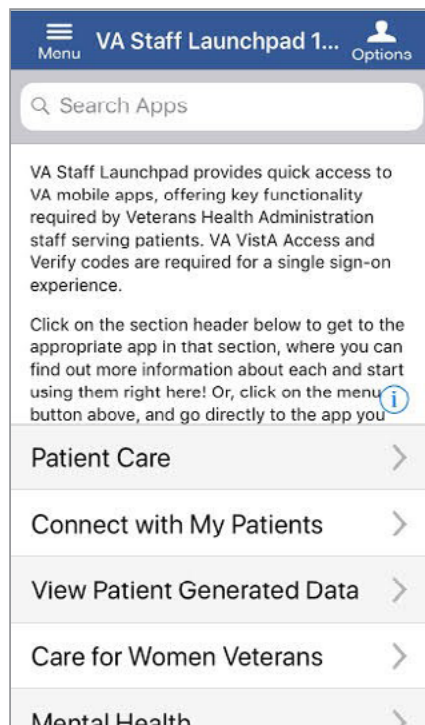 Menu VA Staff Launchpad 1... Options
Search Apps
VA Staff Launchpad provides quick access to
VA mobile apps, offering key functionality
required by Veterans Health Administration
staff serving patients. VA VistA Access and
Verify codes are required for a single sign-on
experience.
Click on the section header below to get to the
appropriate app in that section, where you can
find out more information about each and start
using them right here! Or, click on the menu
button above, and go directly to the app you
Patient Care
Connect with My Patients
View Patient Generated Data
Care for Women Veterans
Mental Health